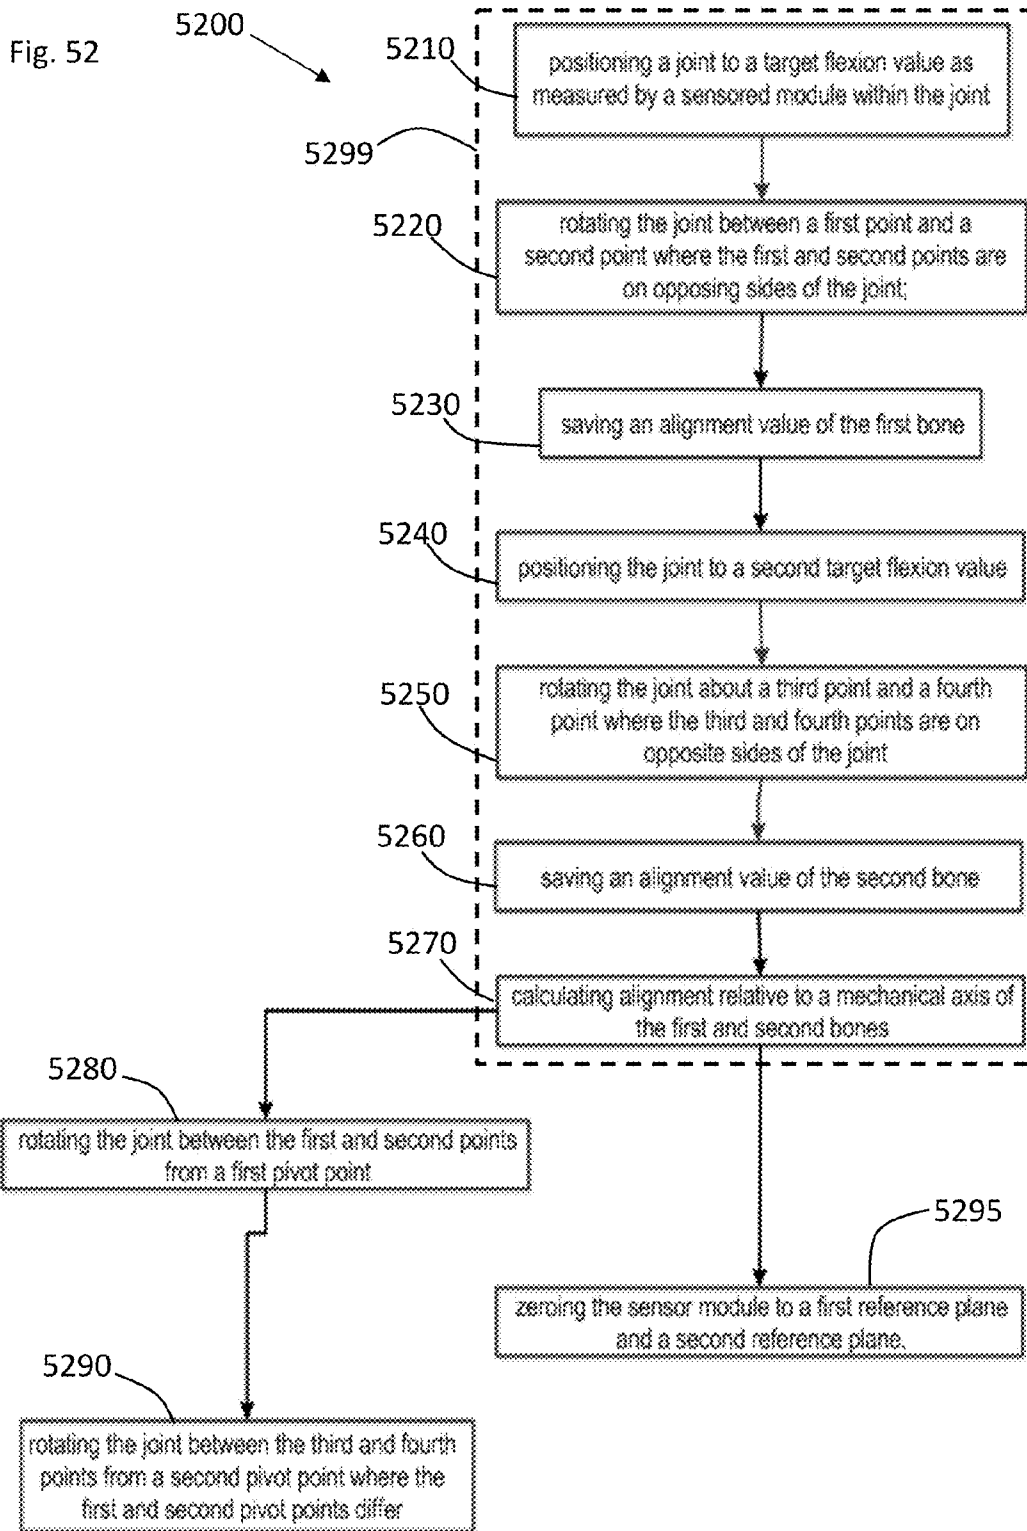 Fig. 52
5200
5210
positioning a joint to a target flexion value as
measured by a sensored module within the joint
5299
5220
rotating the joint between a first point and a
second point where the first and second points are
on opposing sides of the joint;
5230
saving an alignment value of the first bone
5240
positioning the joint to a second target flexion value
5250
rotating the joint about a third point and a fourth
point where the third and fourth points are on
opposite sides of the joint
5260
saving an alignment value of the second bone
5270
calculating alignment relative to a mechanical axis of
the first and second bones
5280
rotating the joint between the first and second points
from a first pivot point
5295
zeroing the sensor module to a first reference plane
and a second reference plane.
5290
rotating the joint between the third and fourth
points from a second pivot point where the
first and second pivot points differ